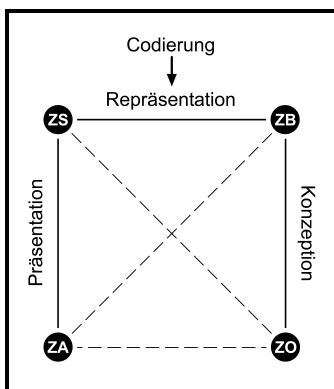 Codierung
Repräsentation
ZS
ZB
Präsentation
Konzeption
ZA
ZO